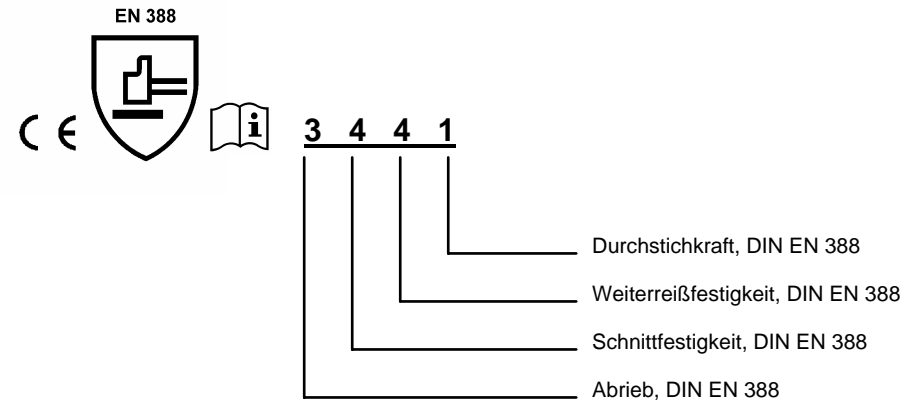 EN 388
CE i 3 4 4 1
Durchstichkraft, DIN EN 388
Weiterreißfestigkeit, DIN EN 388
Schnittfestigkeit, DIN EN 388
Abrieb, DIN EN 388